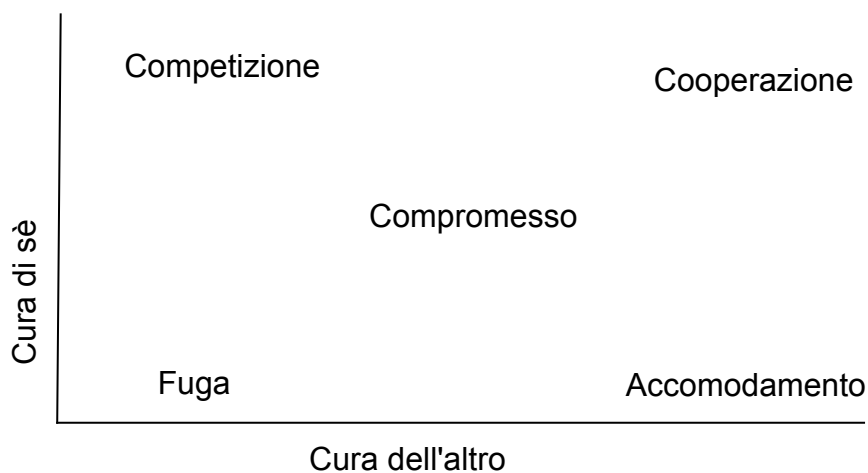 Competizione
Cooperazione
Compromesso
Cura di sè
Fuga
Accomodamento
Cura dell'altro